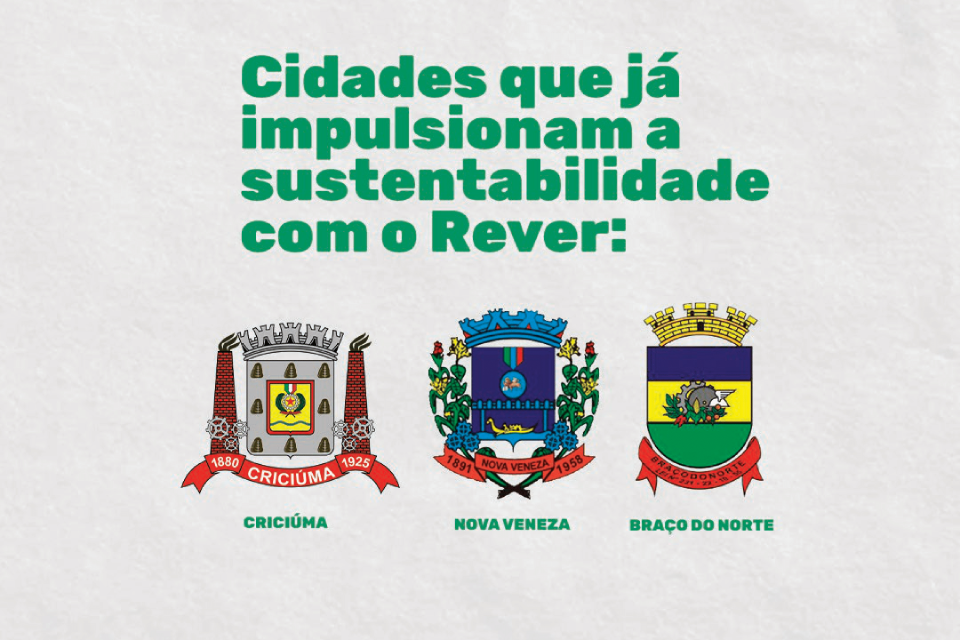 Cidades que já
impulsionam a
sustentabilidade
com o Rever:
1880 CRICIÚMA 1925
1891 NOVA VENEZA 1958
BRAÇODONORTE
CRICIÚMA
NOVA VENEZA
BRAÇO DO NORTE